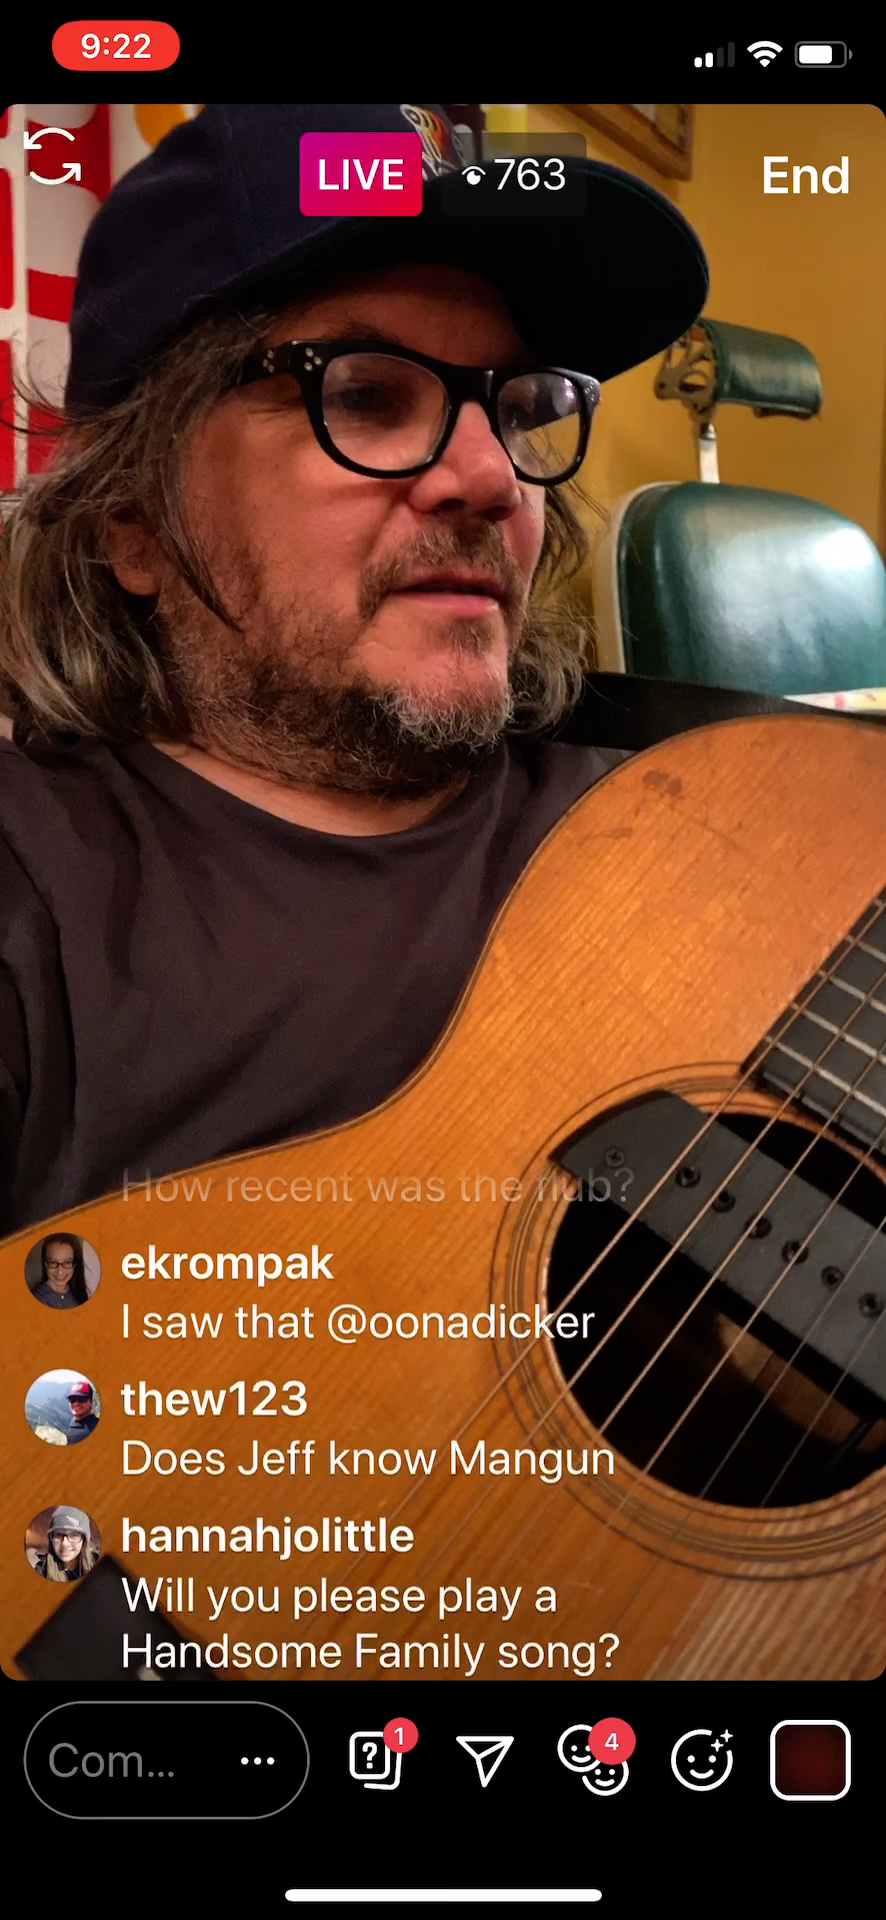 9:22
LIVE
763
End
How recent was the flub?
ekrompak
I saw that @oonadicker
thew123
Does Jeff know Mangun
hannahjolittle
Will you please play a
Handsome Family song?
Com...
?
1
4